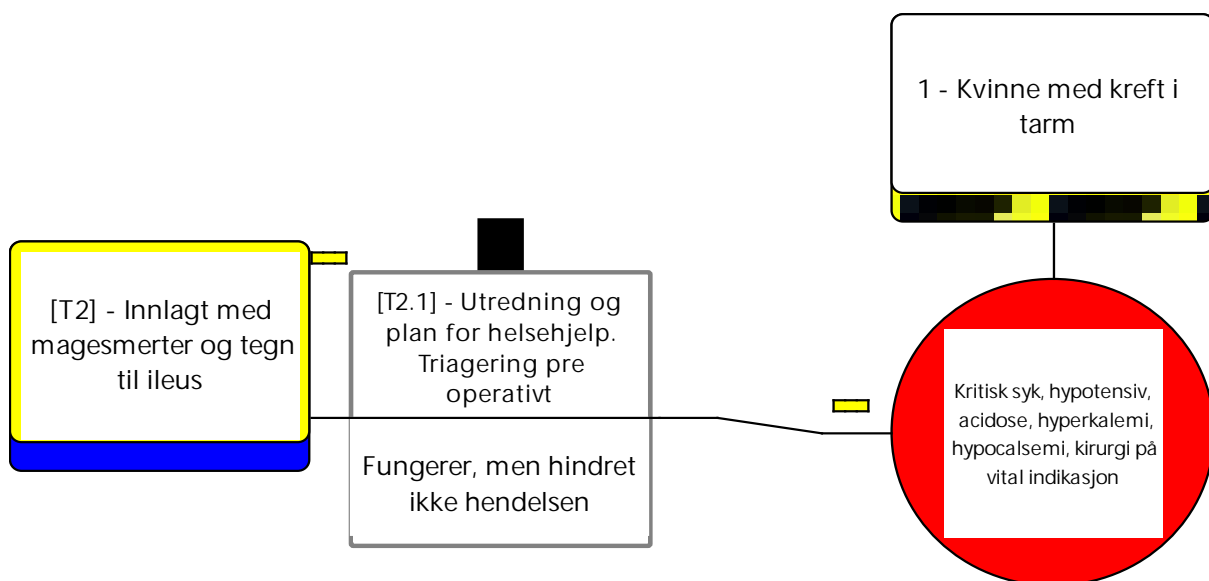 1 - Kvinne med kreft i
tarm
[T2] - Innlagt med
magesmerter og tegn
til ileus
[T2.1] - Utredning og
plan for helsehjelp.
Triagering pre
operativt
Fungerer, men hindret
ikke hendelsen
Kritisk syk, hypotensiv,
acidose, hyperkalemi,
hypocalsemi, kirurgi på
vital indikasjon